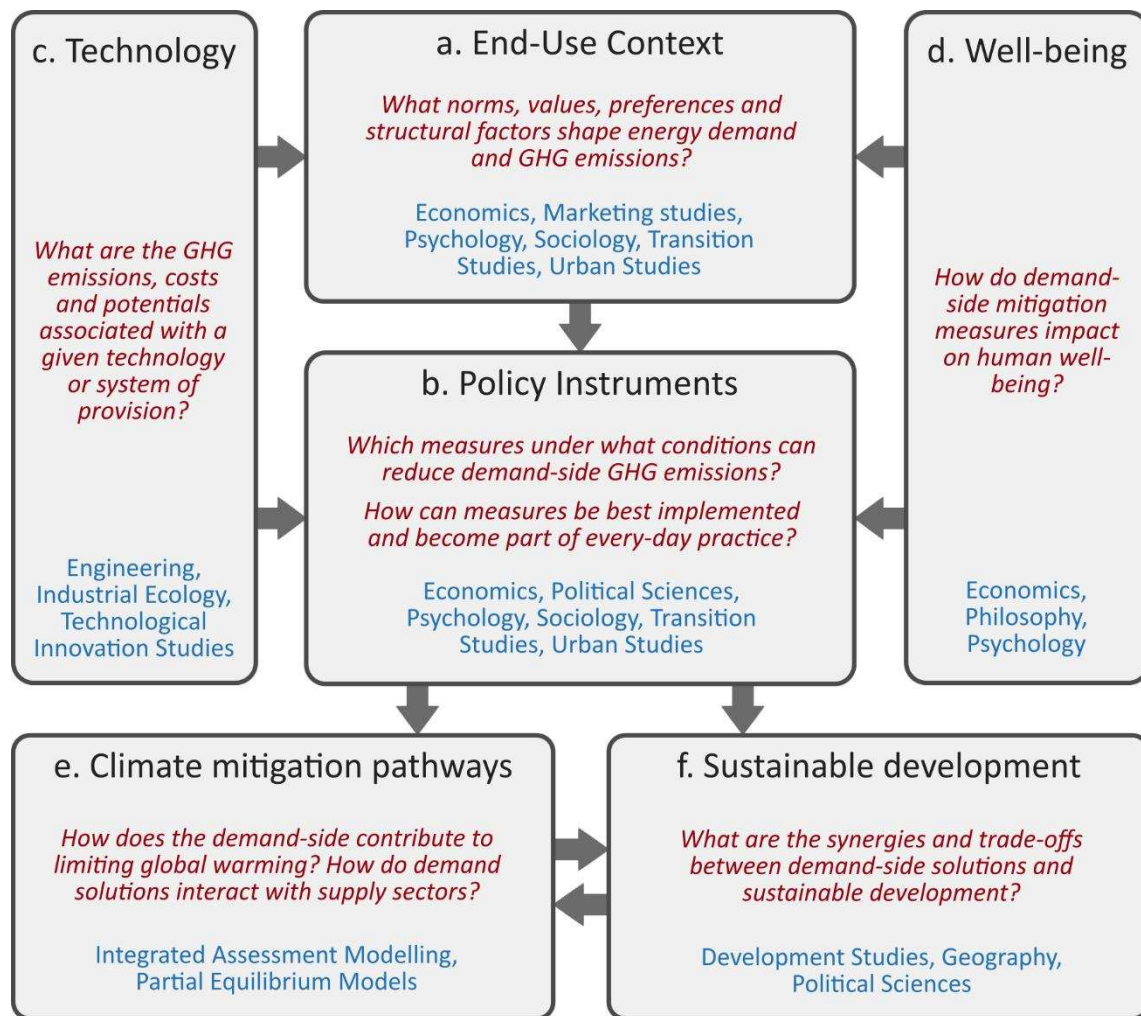 c. Technology
What are the GHG
emissions, costs
and potentials
associated with a
given technology
or system of
provision?
Engineering,
Industrial Ecology,
Technological
Innovation Studies
a. End-Use Context
What norms, values, preferences and
structural factors shape energy demand
and GHG emissions?
Economics, Marketing studies,
Psychology, Sociology, Transition
Studies, Urban Studies
d. Well-being
How do demand-
side mitigation
measures impact
on human well-
being?
Economics,
Philosophy,
Psychology
b. Policy Instruments
Which measures under what conditions can
reduce demand-side GHG emissions?
How can measures be best implemented
and become part of every-day practice?
Economics, Political Sciences,
Psychology, Sociology, Transition
Studies, Urban Studies
e. Climate mitigation pathways
How does the demand-side contribute to
limiting global warming? How do demand
solutions interact with supply sectors?
Integrated Assessment Modelling,
Partial Equilibrium Models
f. Sustainable development
What are the synergies and trade-offs
between demand-side solutions and
sustainable development?
Development Studies, Geography,
Political Sciences